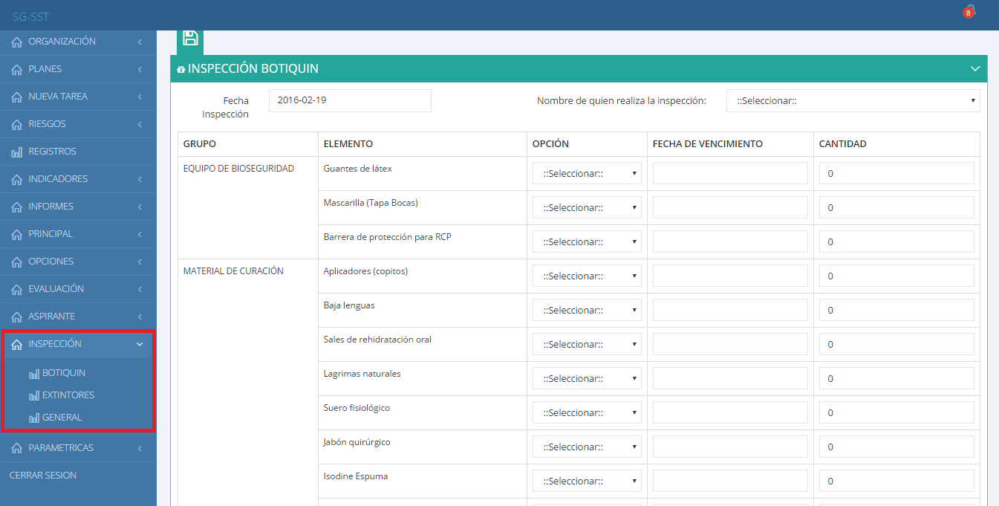 SG-SST
8
ORGANIZACIÓN
PLANES
NUEVA TAREA
RIESGOS
REGISTROS
INDICADORES
INFORMES
PRINCIPAL
OPCIONES
EVALUACIÓN
ASPIRANTE
INSPECCIÓN
BOTIQUIN
EXTINTORES
GENERAL
PARAMETRICAS
CERRAR SESION
INSPECCIÓN BOTIQUIN
Fecha
Inspección
2016-02-19
Nombre de quien realiza la inspección: ::Seleccionar::
GRUPO ELEMENTO OPCIÓN FECHA DE VENCIMIENTO CANTIDAD
EQUIPO DE BIOSEGURIDAD Guantes de látex ::Seleccionar:: 0
Mascarilla (Tapa Bocas) ::Seleccionar:: 0
Barrera de protección para RCP ::Seleccionar:: 0
MATERIAL DE CURACIÓN Aplicadores (copitos) ::Seleccionar:: 0
Baja lenguas ::Seleccionar:: 0
Sales de rehidratación oral ::Seleccionar:: 0
Lagrimas naturales ::Seleccionar:: 0
Suero fisiológico ::Seleccionar:: 0
Jabón quirúrgico ::Seleccionar:: 0
Isodine Espuma ::Seleccionar:: 0